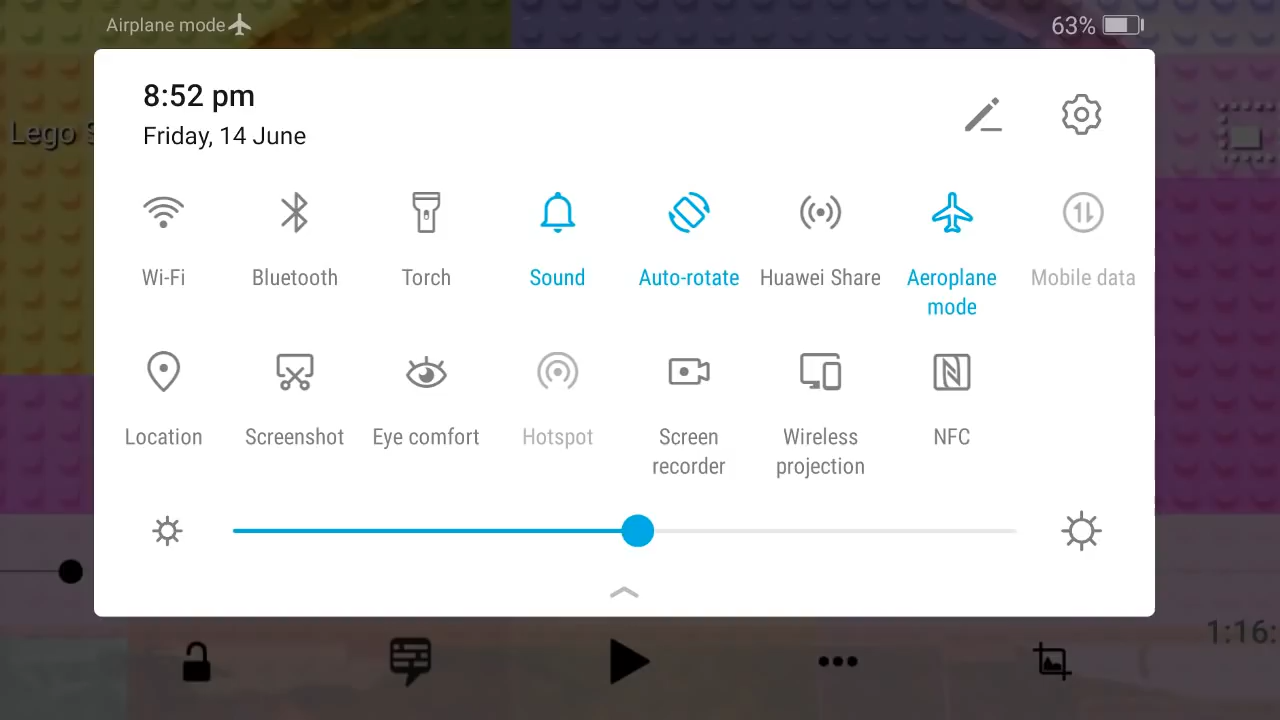 Airplane mode 63%
8:52 pm
Friday, 14 June
Lego
Wi-Fi Bluetooth Torch Sound Auto-rotate Huawei Share Aeroplane mode Mobile data
Location Screenshot Eye comfort Hotspot Screen recorder Wireless projection NFC
1:16: